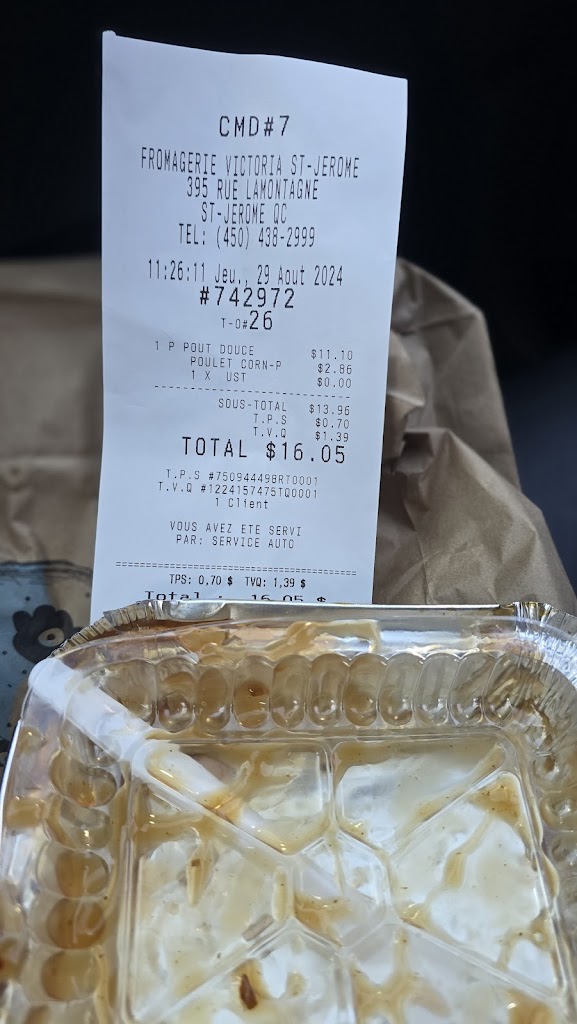 CMD#7
FROMAGERIE VICTORIA ST-JEROME
395 RUE LAMONTAGNE
ST-JEROME QC
TEL: (450) 438-2999
11:26:11 Jeu., 29 Aout 2024
#742972
T-O#26
1 P POUT DOUCE $11.10
POULET CORN-P $2.86
1 X UST $0.00
SOUS-TOTAL $13.96
T.P.S $0.70
T.V.Q $1.39
TOTAL $16.05
T.P.S #750944498RT0001
T.V.Q #1224157475TQ0001
1 Client
VOUS AVEZ ETE SERVI
PAR: SERVICE AUTO
TPS: 0,70 $ TVQ: 1,39 $
Total : 16,05 $